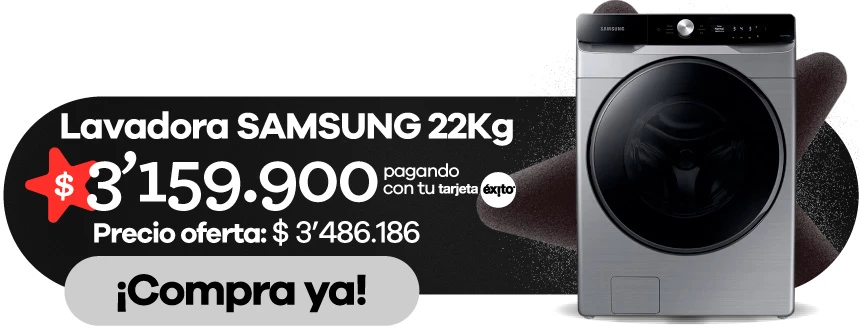 SAMSUNG
Lavadora SAMSUNG 22Kg
$ 3’159.900 pagando
con tu tarjeta éxito
Precio oferta: $ 3’486.186
¡Compra ya!